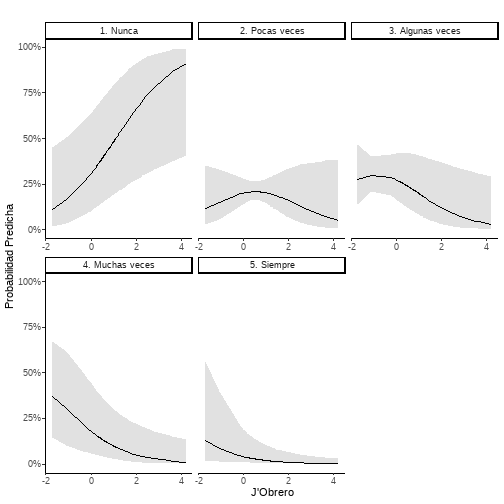 1. Nunca
2. Pocas veces
3. Algunas veces
100%
75%
50%
25%
0%
-2 0 2 4
-2 0 2 4
-2 0 2 4
4. Muchas veces
5. Siempre
100%
75%
50%
25%
0%
-2 0 2 4
-2 0 2 4
Probabilidad Predicha
J'Obrero